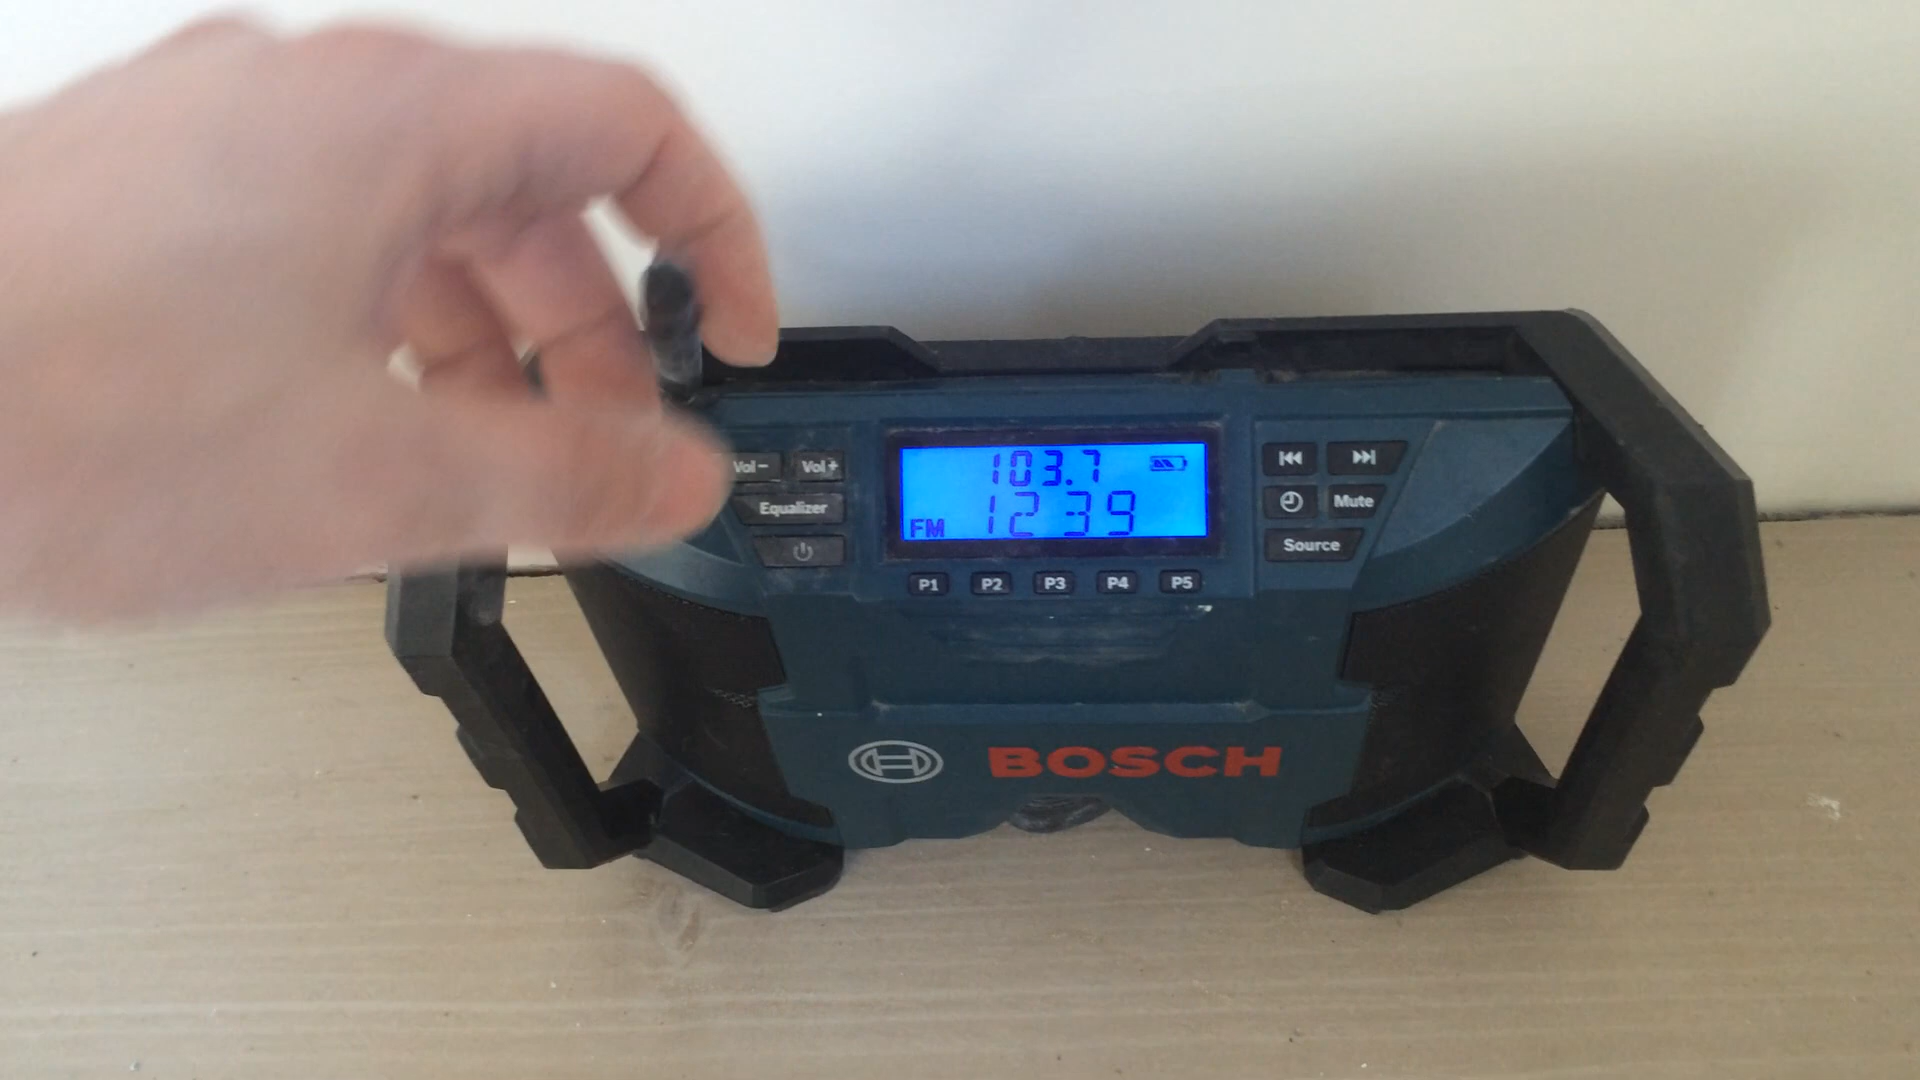 Vol− Vol+
Equalizer
103.7
FM 12 39
Mute
Source
P1 P2 P3 P4 P5
BOSCH